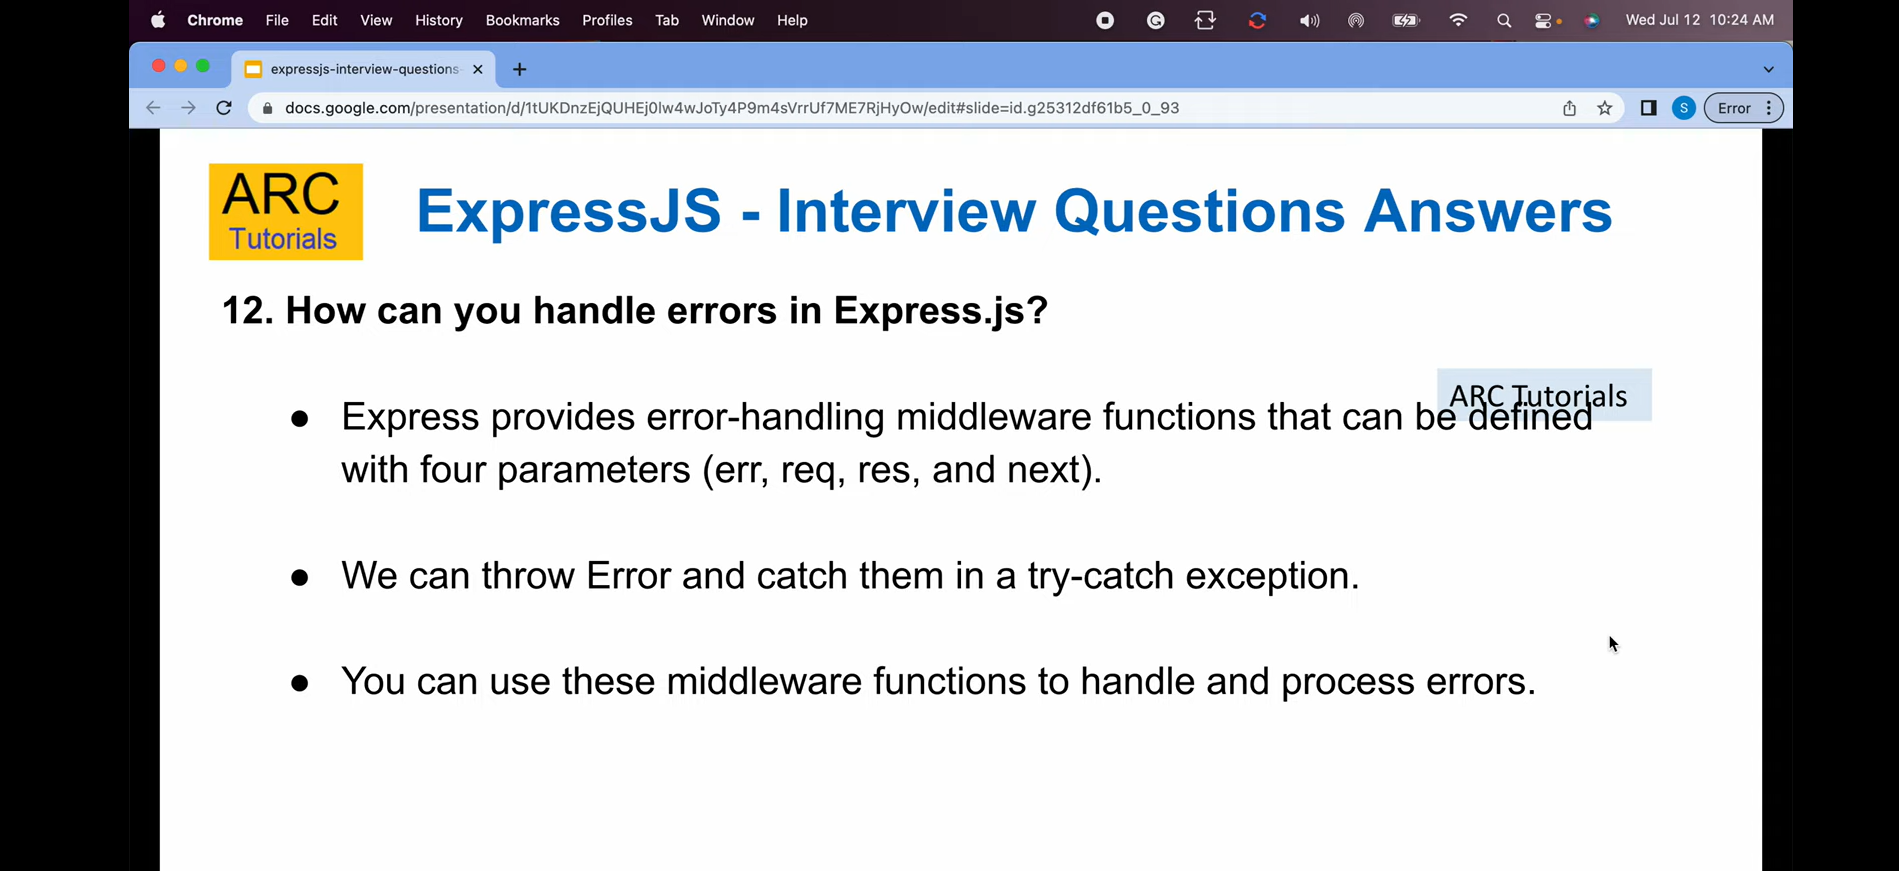 Chrome File Edit View History Bookmarks Profiles Tab Window Help Wed Jul 12 10:24 AM
expressjs-interview-questions-
docs.google.com/presentation/d/1tUKDnzEjQUHEj0lw4wJoTy4P9m4sVrrUf7ME7RjHyOw/edit#slide=id.g25312df61b5_0_93 S Error
ARC
Tutorials
ExpressJS - Interview Questions Answers
12. How can you handle errors in Express.js?
ARC Tutorials
● Express provides error-handling middleware functions that can be defined
with four parameters (err, req, res, and next).
● We can throw Error and catch them in a try-catch exception.
● You can use these middleware functions to handle and process errors.